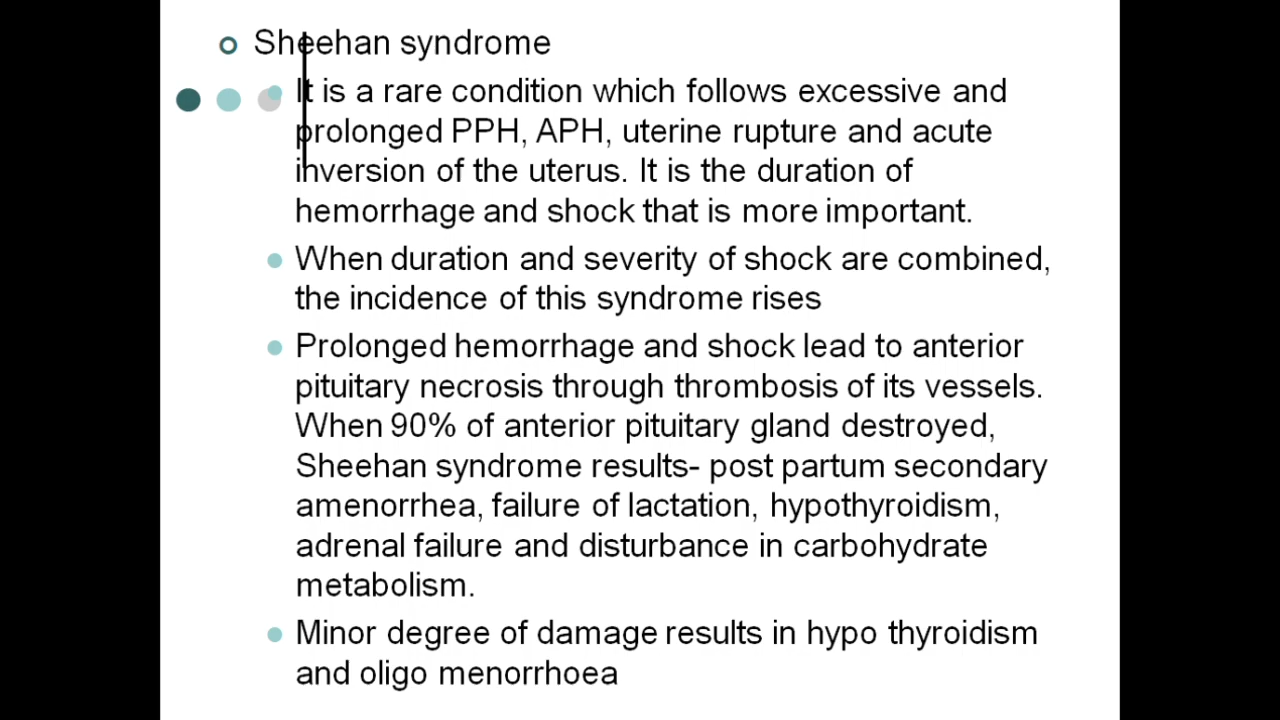 Sheehan syndrome
It is a rare condition which follows excessive and
prolonged PPH, APH, uterine rupture and acute
inversion of the uterus. It is the duration of
hemorrhage and shock that is more important.
When duration and severity of shock are combined,
the incidence of this syndrome rises
Prolonged hemorrhage and shock lead to anterior
pituitary necrosis through thrombosis of its vessels.
When 90% of anterior pituitary gland destroyed,
Sheehan syndrome results- post partum secondary
amenorrhea, failure of lactation, hypothyroidism,
adrenal failure and disturbance in carbohydrate
metabolism.
Minor degree of damage results in hypo thyroidism
and oligo menorrhoea